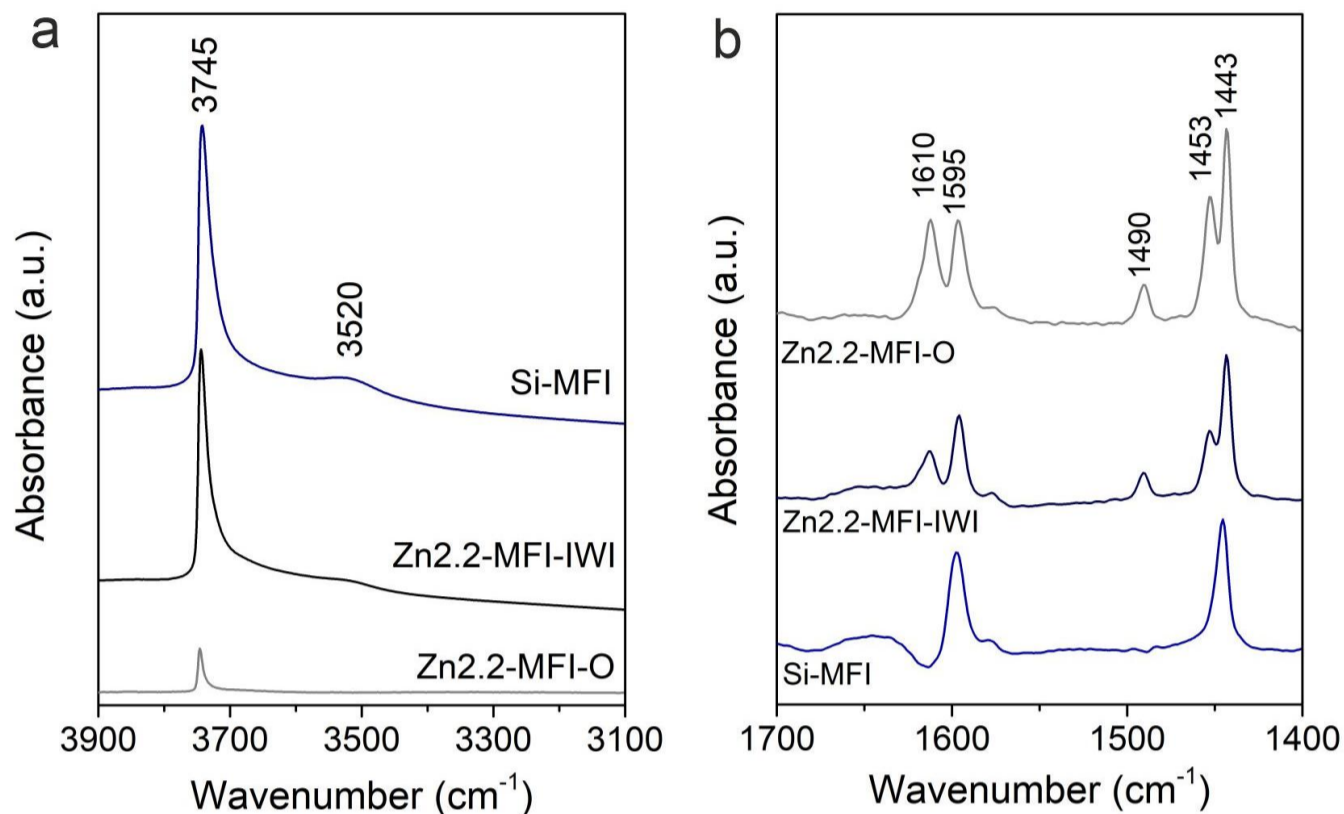 a
3745
3520
Si-MFI
Zn2.2-MFI-IWI
Zn2.2-MFI-O
Absorbance (a.u.)
3900 3700 3500 3300 3100
Wavenumber (cm⁻¹)
b
1610
1595
1490
1453
1443
Zn2.2-MFI-O
Zn2.2-MFI-IWI
Si-MFI
Absorbance (a.u.)
1700 1600 1500 1400
Wavenumber (cm⁻¹)